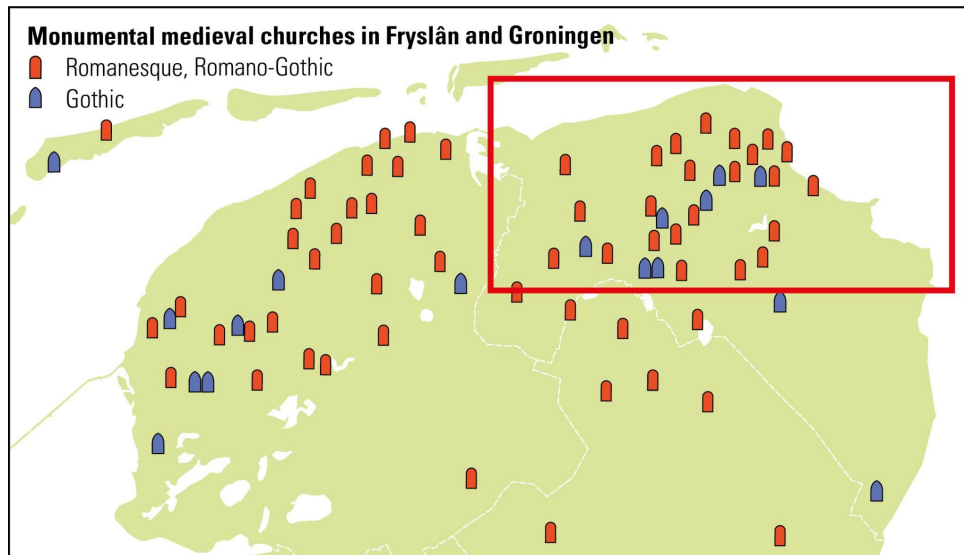 Monumental medieval churches in Fryslân and Groningen
Romanesque, Romano-Gothic
Gothic